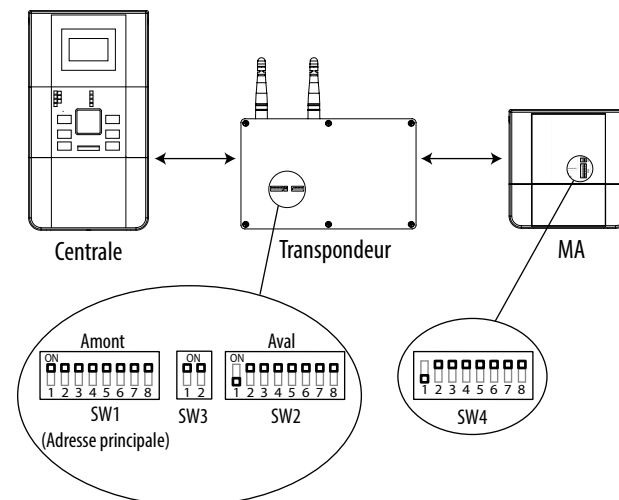 Centrale
Transpondeur
MA
Amont
ON
1 2 3 4 5 6 7 8
SW1
(Adresse principale)
ON
1 2
SW3
Aval
ON
1 2 3 4 5 6 7 8
SW2
1 2 3 4 5 6 7 8
SW4